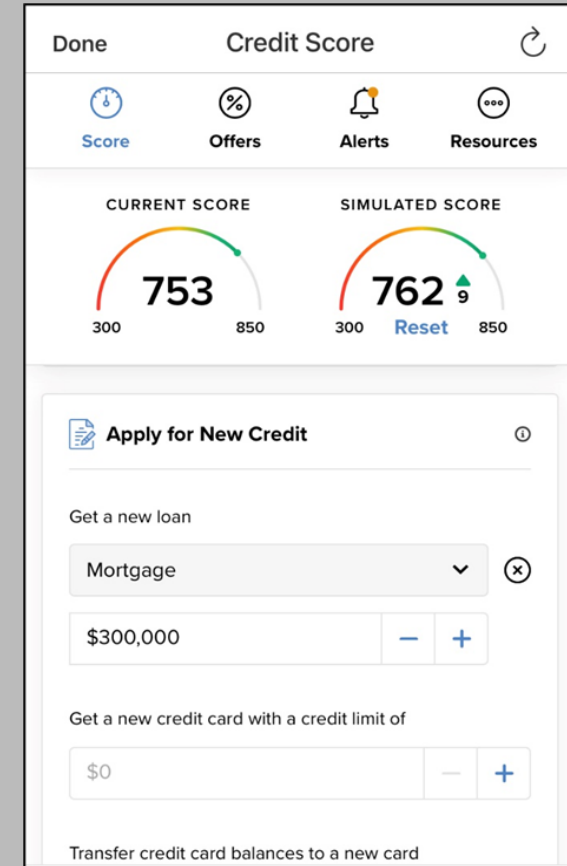 Done Credit Score
Score Offers Alerts Resources
CURRENT SCORE SIMULATED SCORE
753 762 9
300 850 300 Reset 850
Apply for New Credit
Get a new loan
Mortgage
$300,000
Get a new credit card with a credit limit of
$0
Transfer credit card balances to a new card